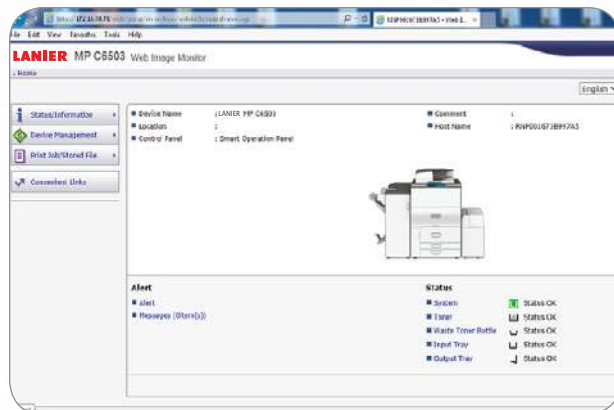 File Edit View Favorites Tools Help
LANIER MP C6503 Web Image Monitor
Home
English
Status/Information
Device Management
Print Job/Stored File
Convenient Links
Device Name : LANIER MP C6503
Location :
Control Panel : Smart Operation Panel
Comment :
Host Name : RNP002673B997A5
Alert
Alert
Messages (0item(s))
Status
System Status OK
Toner Status OK
Waste Toner Bottle Status OK
Input Tray Status OK
Output Tray Status OK